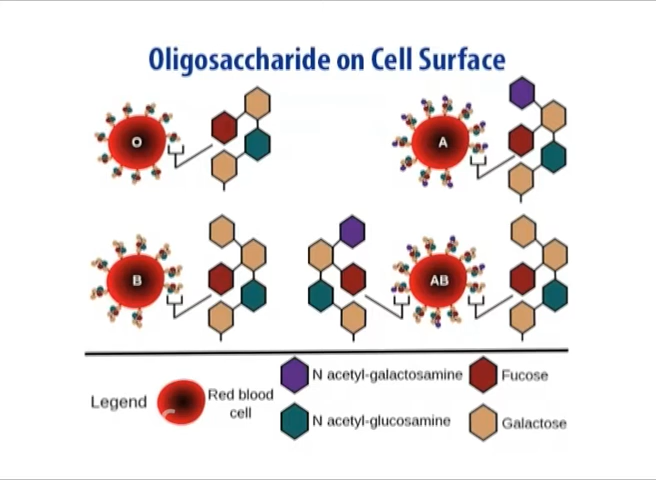 Oligosaccharide on Cell Surface
O
A
B
AB
Legend
Red blood
cell
N acetyl-galactosamine
Fucose
N acetyl-glucosamine
Galactose